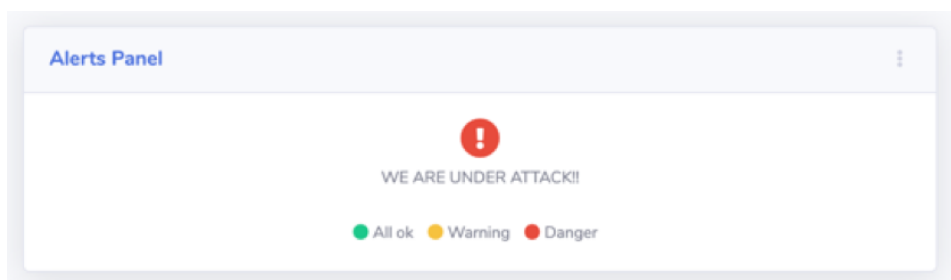 Alerts Panel
WE ARE UNDER ATTACK!!
All ok Warning Danger